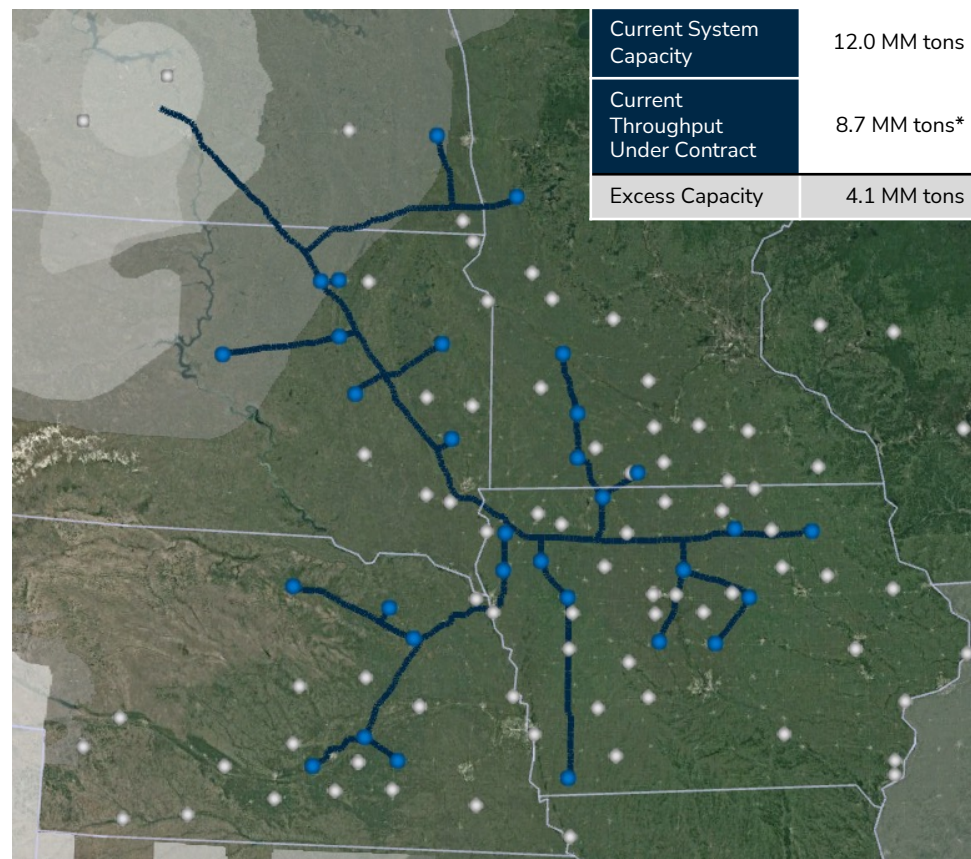 Current System
Capacity
12.0 MM tons
Current
Throughput
Under Contract
8.7 MM tons*
Excess Capacity
4.1 MM tons